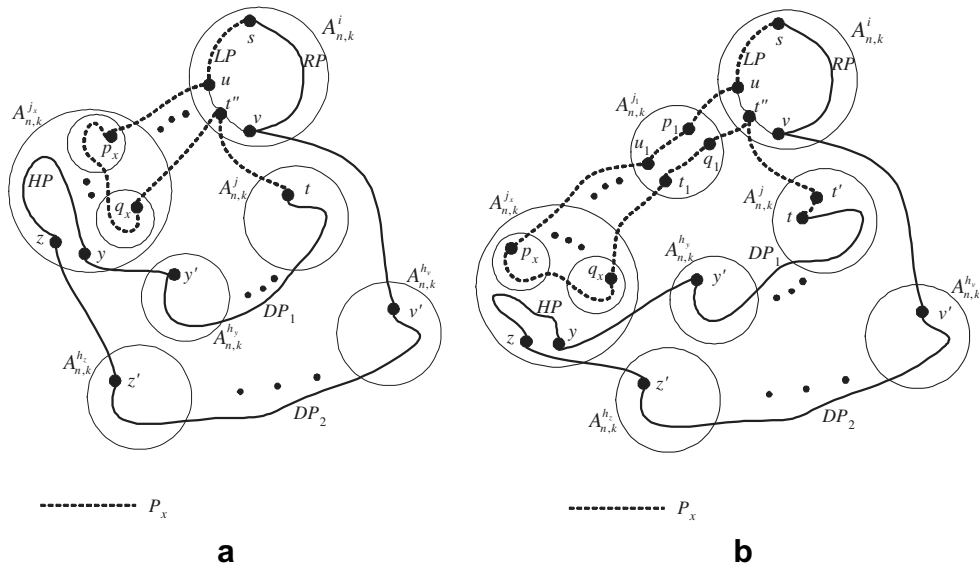 s
A^i_{n,k}
LP
RP
u
t''
v
A^{j_x}_{n,k}
p_x
HP
q_x
A^j_{n,k}
t
z
y
y'
A^{h_v}_{n,k}
v'
DP_1
A^{h_y}_{n,k}
A^{h_z}_{n,k}
z'
DP_2
P_x
a
s
A^i_{n,k}
LP
RP
u
t''
v
A^{j_1}_{n,k}
p_1
u_1
q_1
t_1
A^j_{n,k}
t'
t
A^{j_x}_{n,k}
p_x
q_x
A^{h_y}_{n,k}
y'
DP_1
A^{h_v}_{n,k}
v'
HP
z
y
z'
A^{h_z}_{n,k}
DP_2
P_x
b